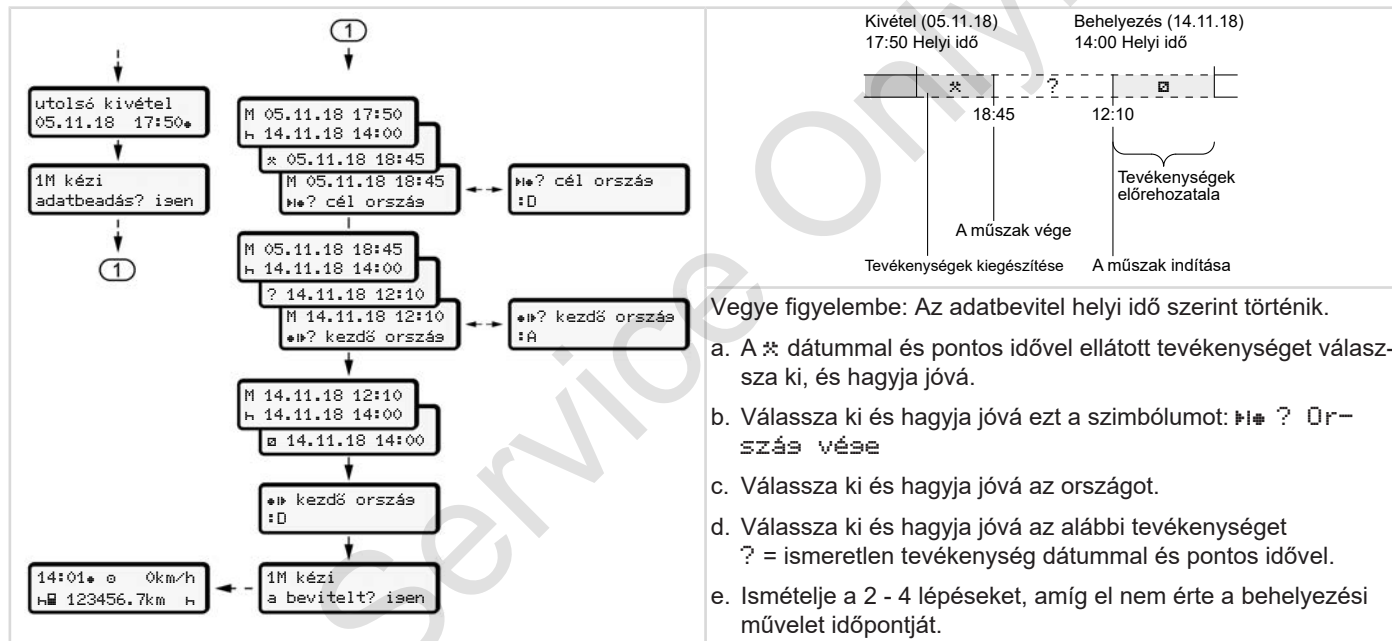 1
utolsó kivétel
05.11.18 17:50
1M kézi
adatbeadás? igen
1
M 05.11.18 17:50
14.11.18 14:00
05.11.18 18:45
M 05.11.18 18:45
? cél ország
? cél ország
:D
M 05.11.18 18:45
14.11.18 14:00
? 14.11.18 12:10
M 14.11.18 12:10
? kezdő ország
? kezdő ország
:A
M 14.11.18 12:10
14.11.18 14:00
14.11.18 14:00
kezdő ország
:D
1M kézi
a bevitelt? igen
14:01 0km/h
123456.7km
Kivétel (05.11.18)
17:50 Helyi idő
Behelyezés (14.11.18)
14:00 Helyi idő
?
18:45
12:10
Tevékenységek
előrehozatala
A műszak vége
Tevékenységek kiegészítése
A műszak indítása
Vegye figyelembe: Az adatbevitel helyi idő szerint történik.
a. A dátummal és pontos idővel ellátott tevékenységet válasz-
sza ki, és hagyja jóvá.
b. Válassza ki és hagyja jóvá ezt a szimbólumot: ? Or-
szág vége
c. Válassza ki és hagyja jóvá az országot.
d. Válassza ki és hagyja jóvá az alábbi tevékenységet
? = ismeretlen tevékenység dátummal és pontos idővel.
e. Ismételje a 2 - 4 lépéseket, amíg el nem érte a behelyezési
művelet időpontját.
Service Only